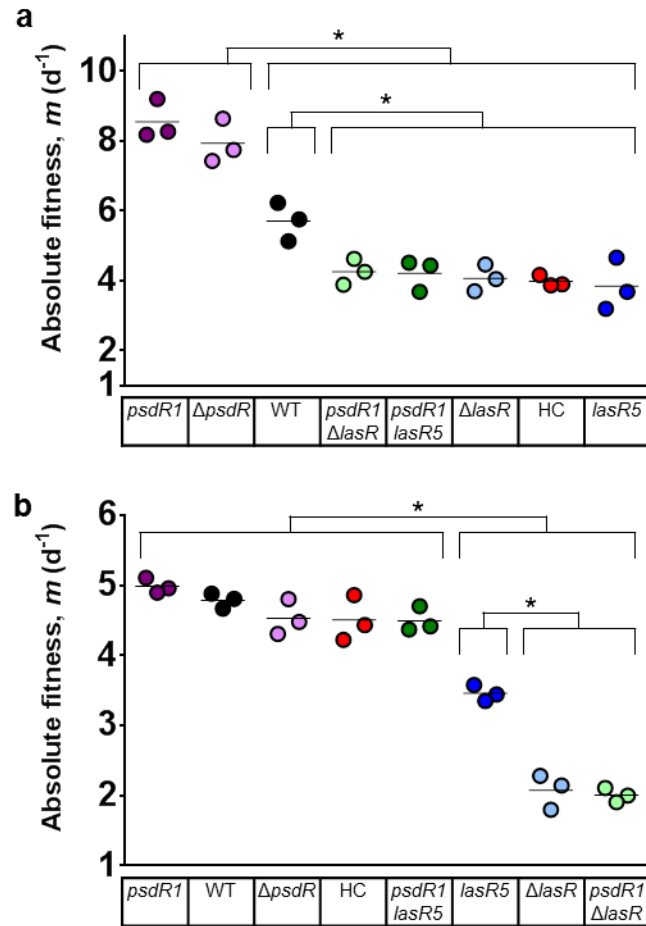 a
*
*
Absolute fitness, m (d-1)
10
8
6
4
2
1
psdR1 ΔpsdR WT psdR1 ΔlasR psdR1 lasR5 ΔlasR HC lasR5
b
*
*
Absolute fitness, m (d-1)
6
5
4
3
2
1
psdR1 WT ΔpsdR HC psdR1 lasR5 lasR5 ΔlasR psdR1 ΔlasR